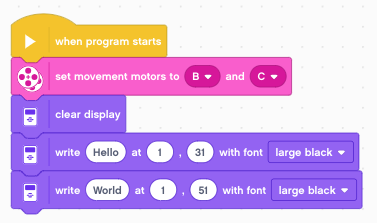 when program starts
set movement motors to B and C
clear display
write Hello at 1 , 31 with font large black
write World at 1 , 51 with font large black